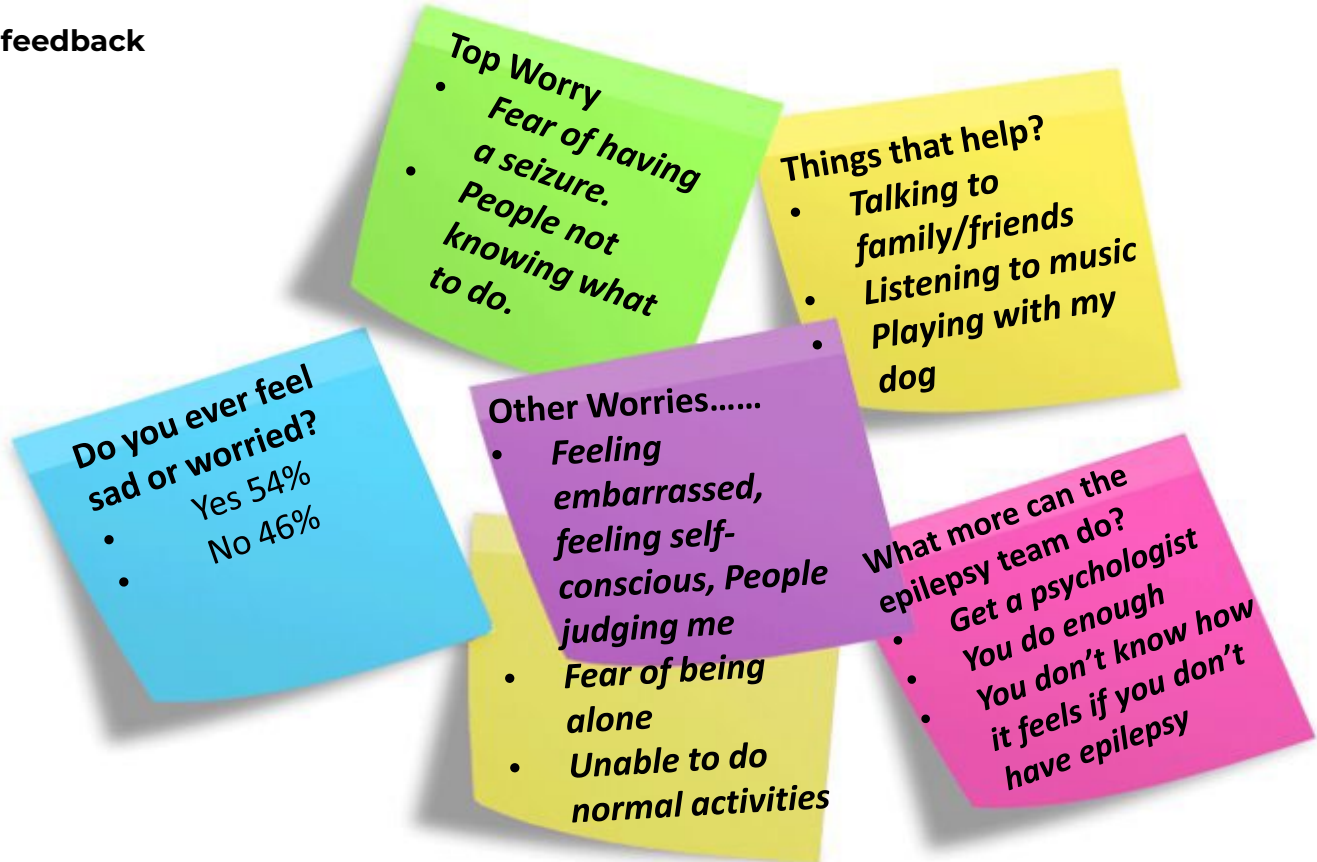 feedback
Top Worry
• Fear of having
a seizure.
• People not
knowing what
to do.
Things that help?
• Talking to
family/friends
• Listening to music
• Playing with my
dog
Do you ever feel
sad or worried?
• Yes 54%
• No 46%
Other Worries......
• Feeling
embarrassed,
feeling self-
conscious, People
judging me
• Fear of being
alone
• Unable to do
normal activities
What more can the
epilepsy team do?
• Get a psychologist
• You do enough
• You don’t know how
it feels if you don’t
have epilepsy